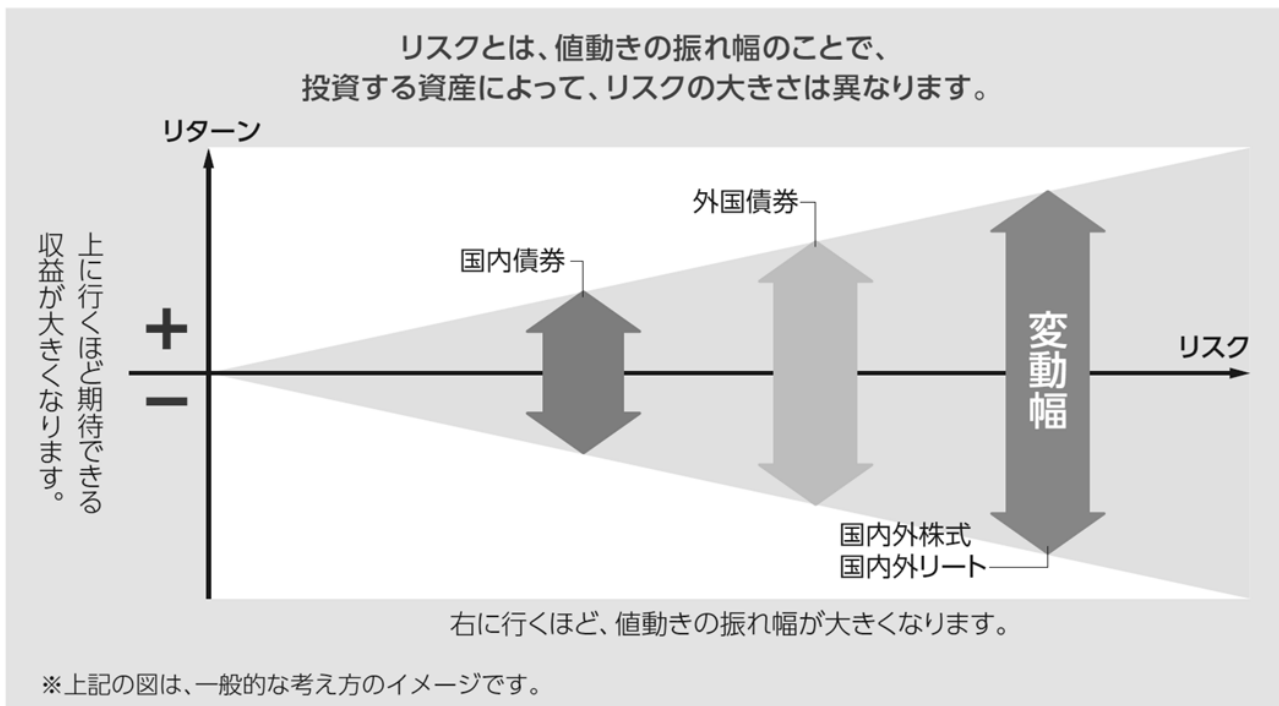 リスクとは、値動きの振れ幅のことで、
投資する資産によって、リスクの大きさは異なります。
リターン
上に行くほど期待できる
収益が大きくなります。
+
−
国内債券
外国債券
変動幅
リスク
国内外株式
国内外リート
右に行くほど、値動きの振れ幅が大きくなります。
※上記の図は、一般的な考え方のイメージです。